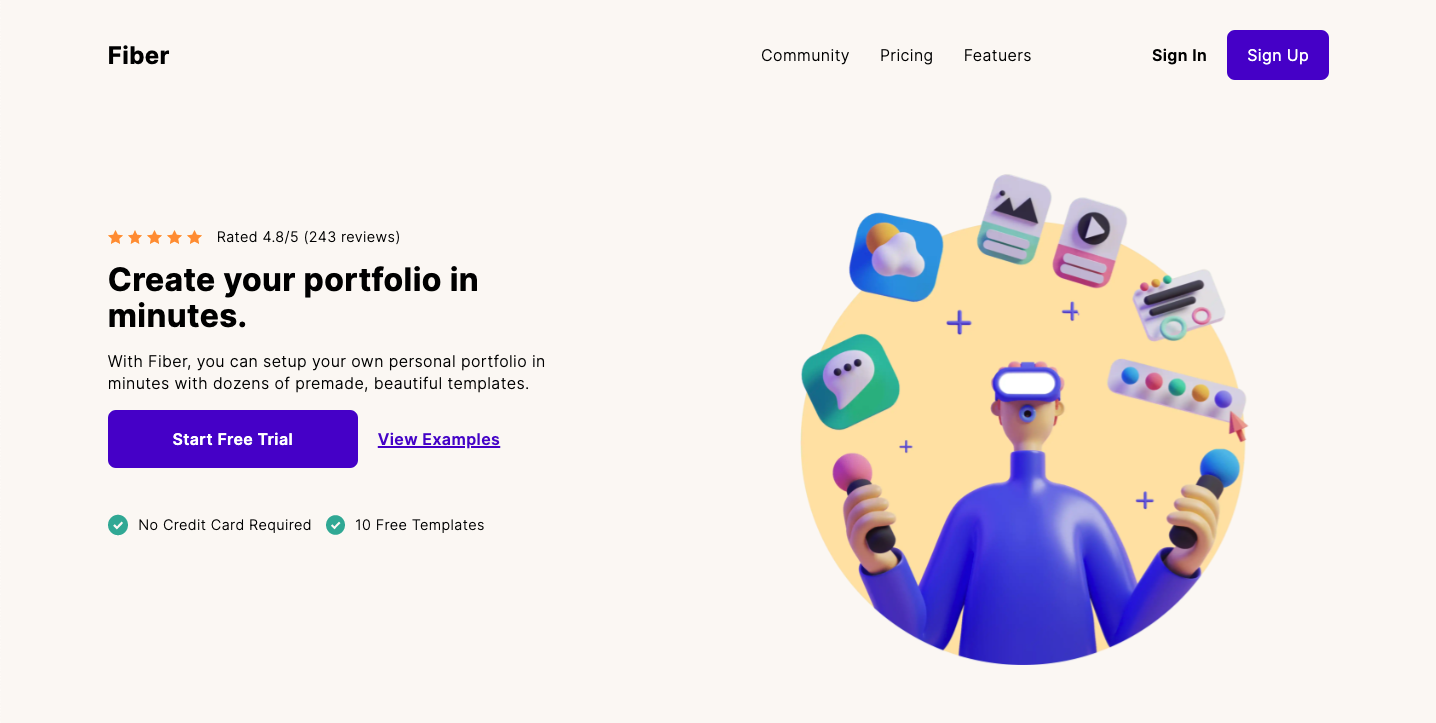 Fiber
Community Pricing Featuers Sign In Sign Up
Rated 4.8/5 (243 reviews)
Create your portfolio in
minutes.
With Fiber, you can setup your own personal portfolio in
minutes with dozens of premade, beautiful templates.
Start Free Trial View Examples
No Credit Card Required 10 Free Templates